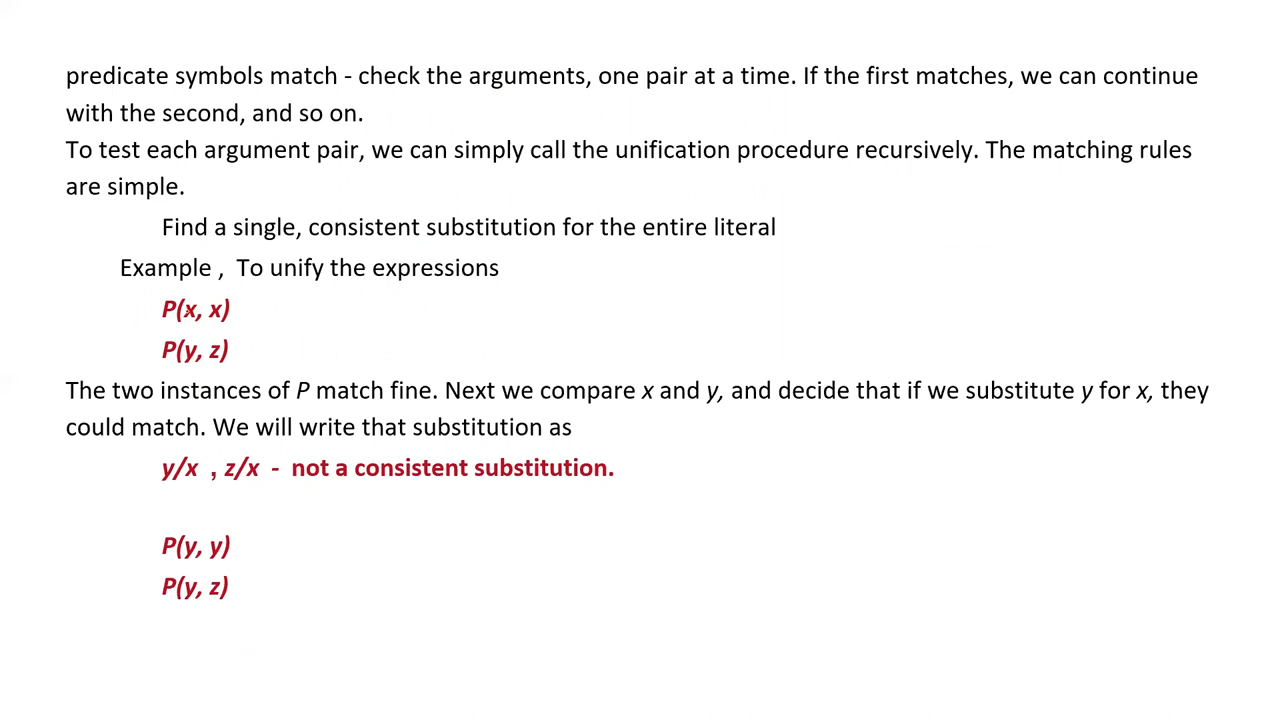 predicate symbols match - check the arguments, one pair at a time. If the first matches, we can continue
with the second, and so on.
To test each argument pair, we can simply call the unification procedure recursively. The matching rules
are simple.
Find a single, consistent substitution for the entire literal
Example , To unify the expressions
P(x, x)
P(y, z)
The two instances of P match fine. Next we compare x and y, and decide that if we substitute y for x, they
could match. We will write that substitution as
y/x , z/x - not a consistent substitution.
P(y, y)
P(y, z)